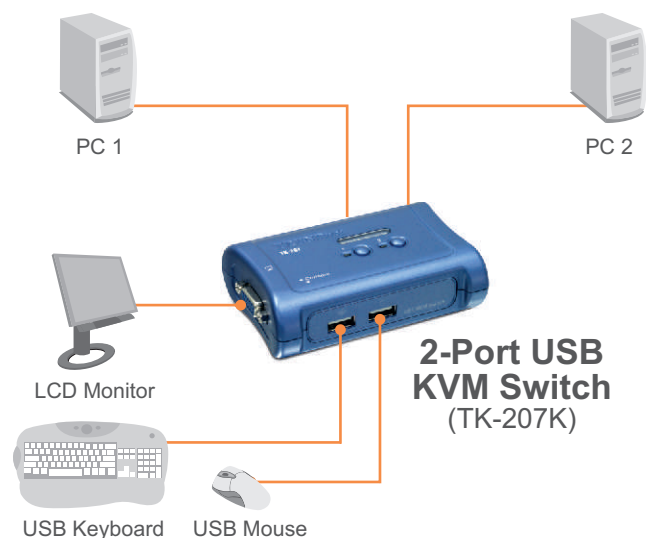 PC 1
PC 2
LCD Monitor
2-Port USB
KVM Switch
(TK-207K)
USB Keyboard
USB Mouse